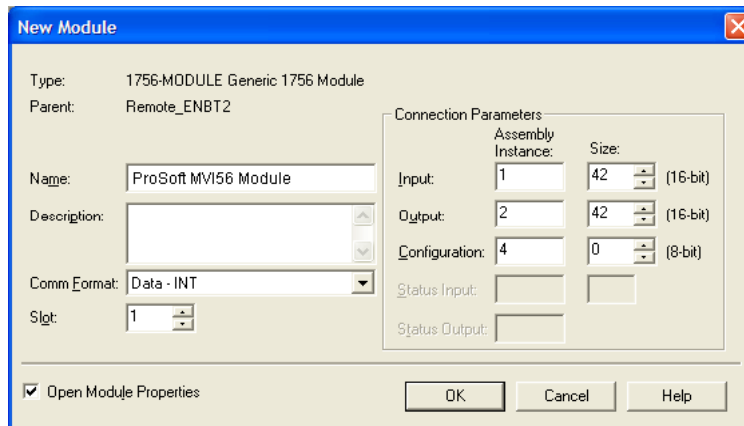 New Module
Type: 1756-MODULE Generic 1756 Module
Parent: Remote_ENBT2
Connection Parameters
Assembly Instance: Size:
Name: ProSoft MVI56 Module
Input: 1 42 (16-bit)
Description:
Output: 2 42 (16-bit)
Configuration: 4 0 (8-bit)
Comm Format: Data - INT
Status Input:
Slot: 1
Status Output:
Open Module Properties
OK Cancel Help